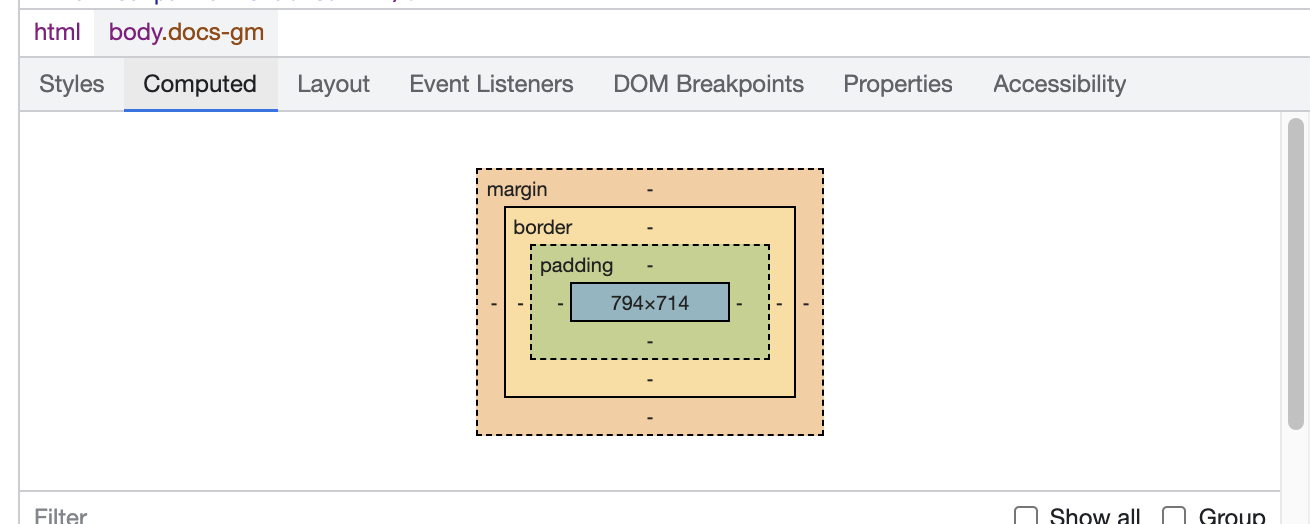 html body.docs-gm
Styles Computed Layout Event Listeners DOM Breakpoints Properties Accessibility
margin -
border -
padding -
- - - 794×714 - - -
-
-
-
Filter Show all Group